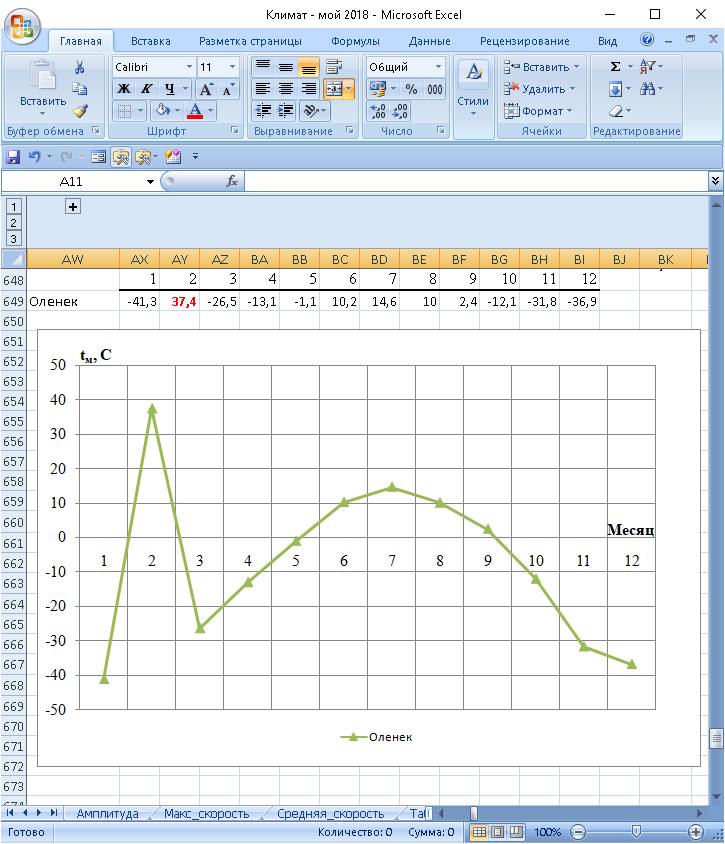 Климат - мой 2018 - Microsoft Excel
Главная Вставка Разметка страницы Формулы Данные Рецензирование Вид
Вставить
Calibri 11
Ж К Ч А А
А
Общий
% 000
Стили
Вставить
Удалить
Формат
Σ
Буфер обмена Шрифт Выравнивание Число Ячейки Редактирование
A11 fx
1
2
3
AW AX AY AZ BA BB BC BD BE BF BG BH BI BJ BK
648 1 2 3 4 5 6 7 8 9 10 11 12
649 Оленек -41,3 37,4 -26,5 -13,1 -1,1 10,2 14,6 10 2,4 -12,1 -31,8 -36,9
650
651
652
653
654
655
656
657
658
659
660
661
662
663
664
665
666
667
668
669
670
671
672
673
tм, С
50
40
30
20
10
0
-10
-20
-30
-40
-50
Месяц
1 2 3 4 5 6 7 8 9 10 11 12
Оленек
Амплитуда Макс_скорость Средняя_скорость
Готово Количество: 0 Сумма: 0 100%